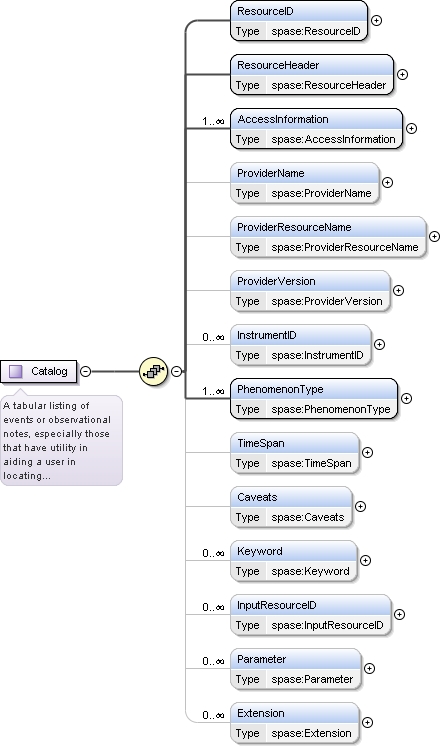 ResourceID
Type spase:ResourceID
ResourceHeader
Type spase:ResourceHeader
1..∞
AccessInformation
Type spase:AccessInformation
ProviderName
Type spase:ProviderName
ProviderResourceName
Type spase:ProviderResourceName
ProviderVersion
Type spase:ProviderVersion
0..∞
InstrumentID
Type spase:InstrumentID
Catalog
A tabular listing of
events or observational
notes, especially those
that have utility in
aiding a user in
locating...
1..∞
PhenomenonType
Type spase:PhenomenonType
TimeSpan
Type spase:TimeSpan
Caveats
Type spase:Caveats
0..∞
Keyword
Type spase:Keyword
0..∞
InputResourceID
Type spase:InputResourceID
0..∞
Parameter
Type spase:Parameter
0..∞
Extension
Type spase:Extension